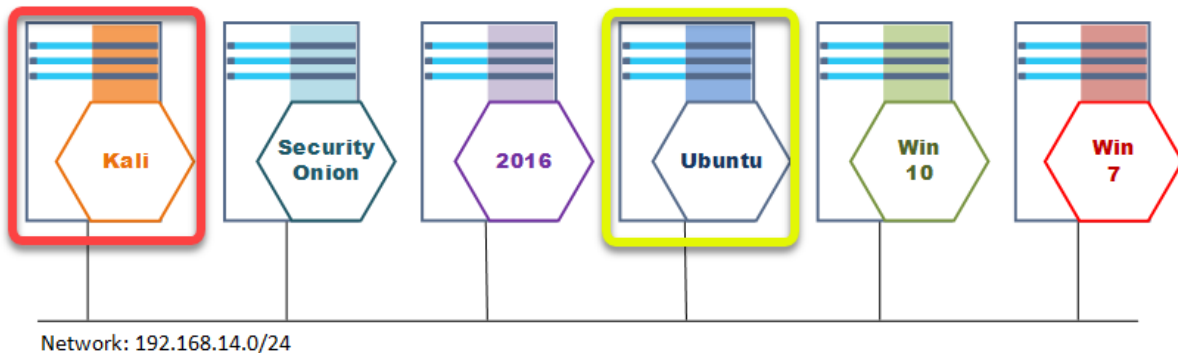 Kali
Security
Onion
2016
Ubuntu
Win
10
Win
7
Network: 192.168.14.0/24